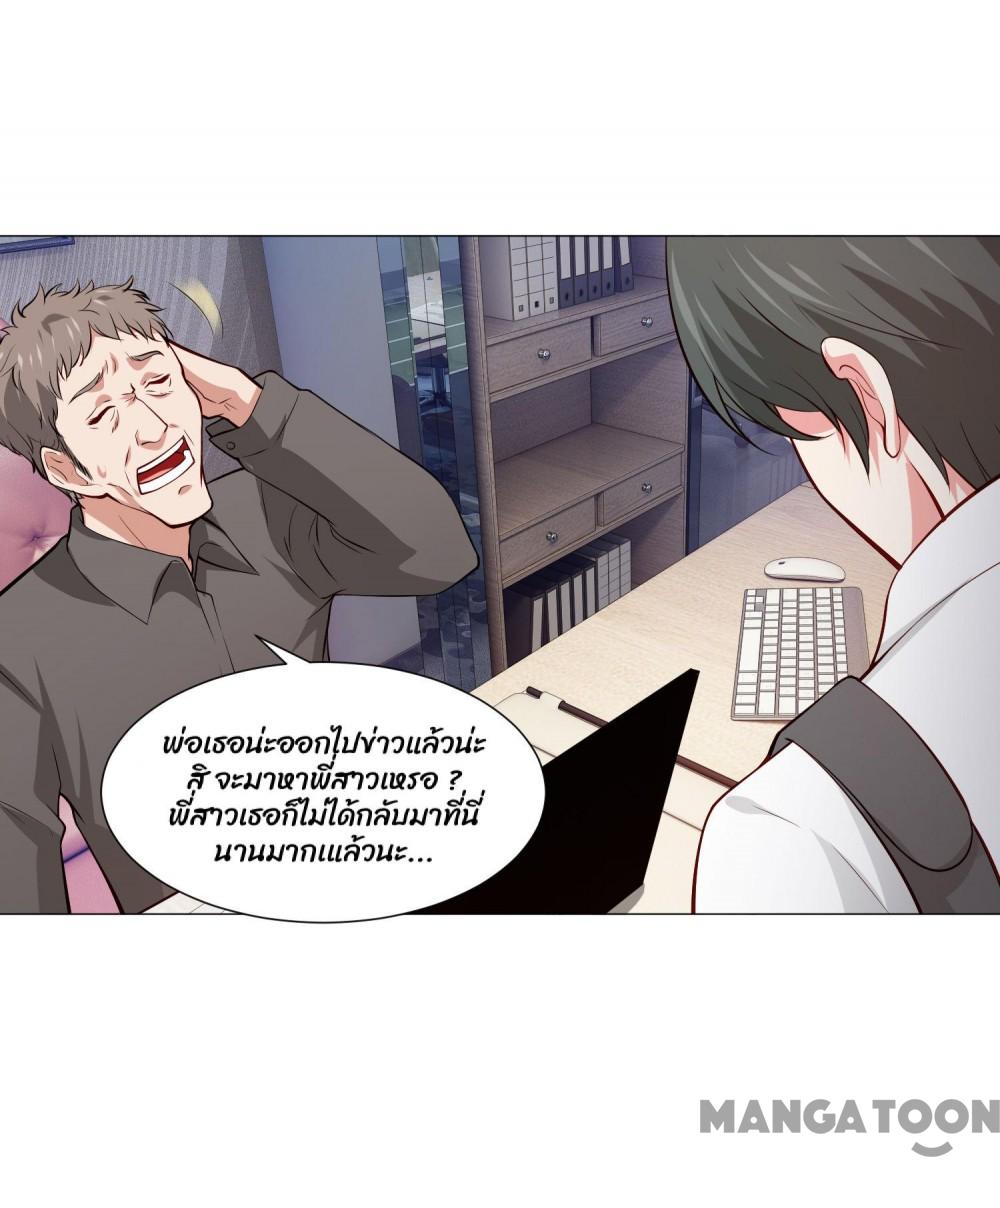 พ่อเธอน่ะออกไปข่าวแล้วน่ะ
สิ จะมาหาพี่สาวเหรอ ?
พี่สาวเธอก็ไม่ได้กลับมาที่นี่
นานมากเแล้วนะ...
MANGATOON